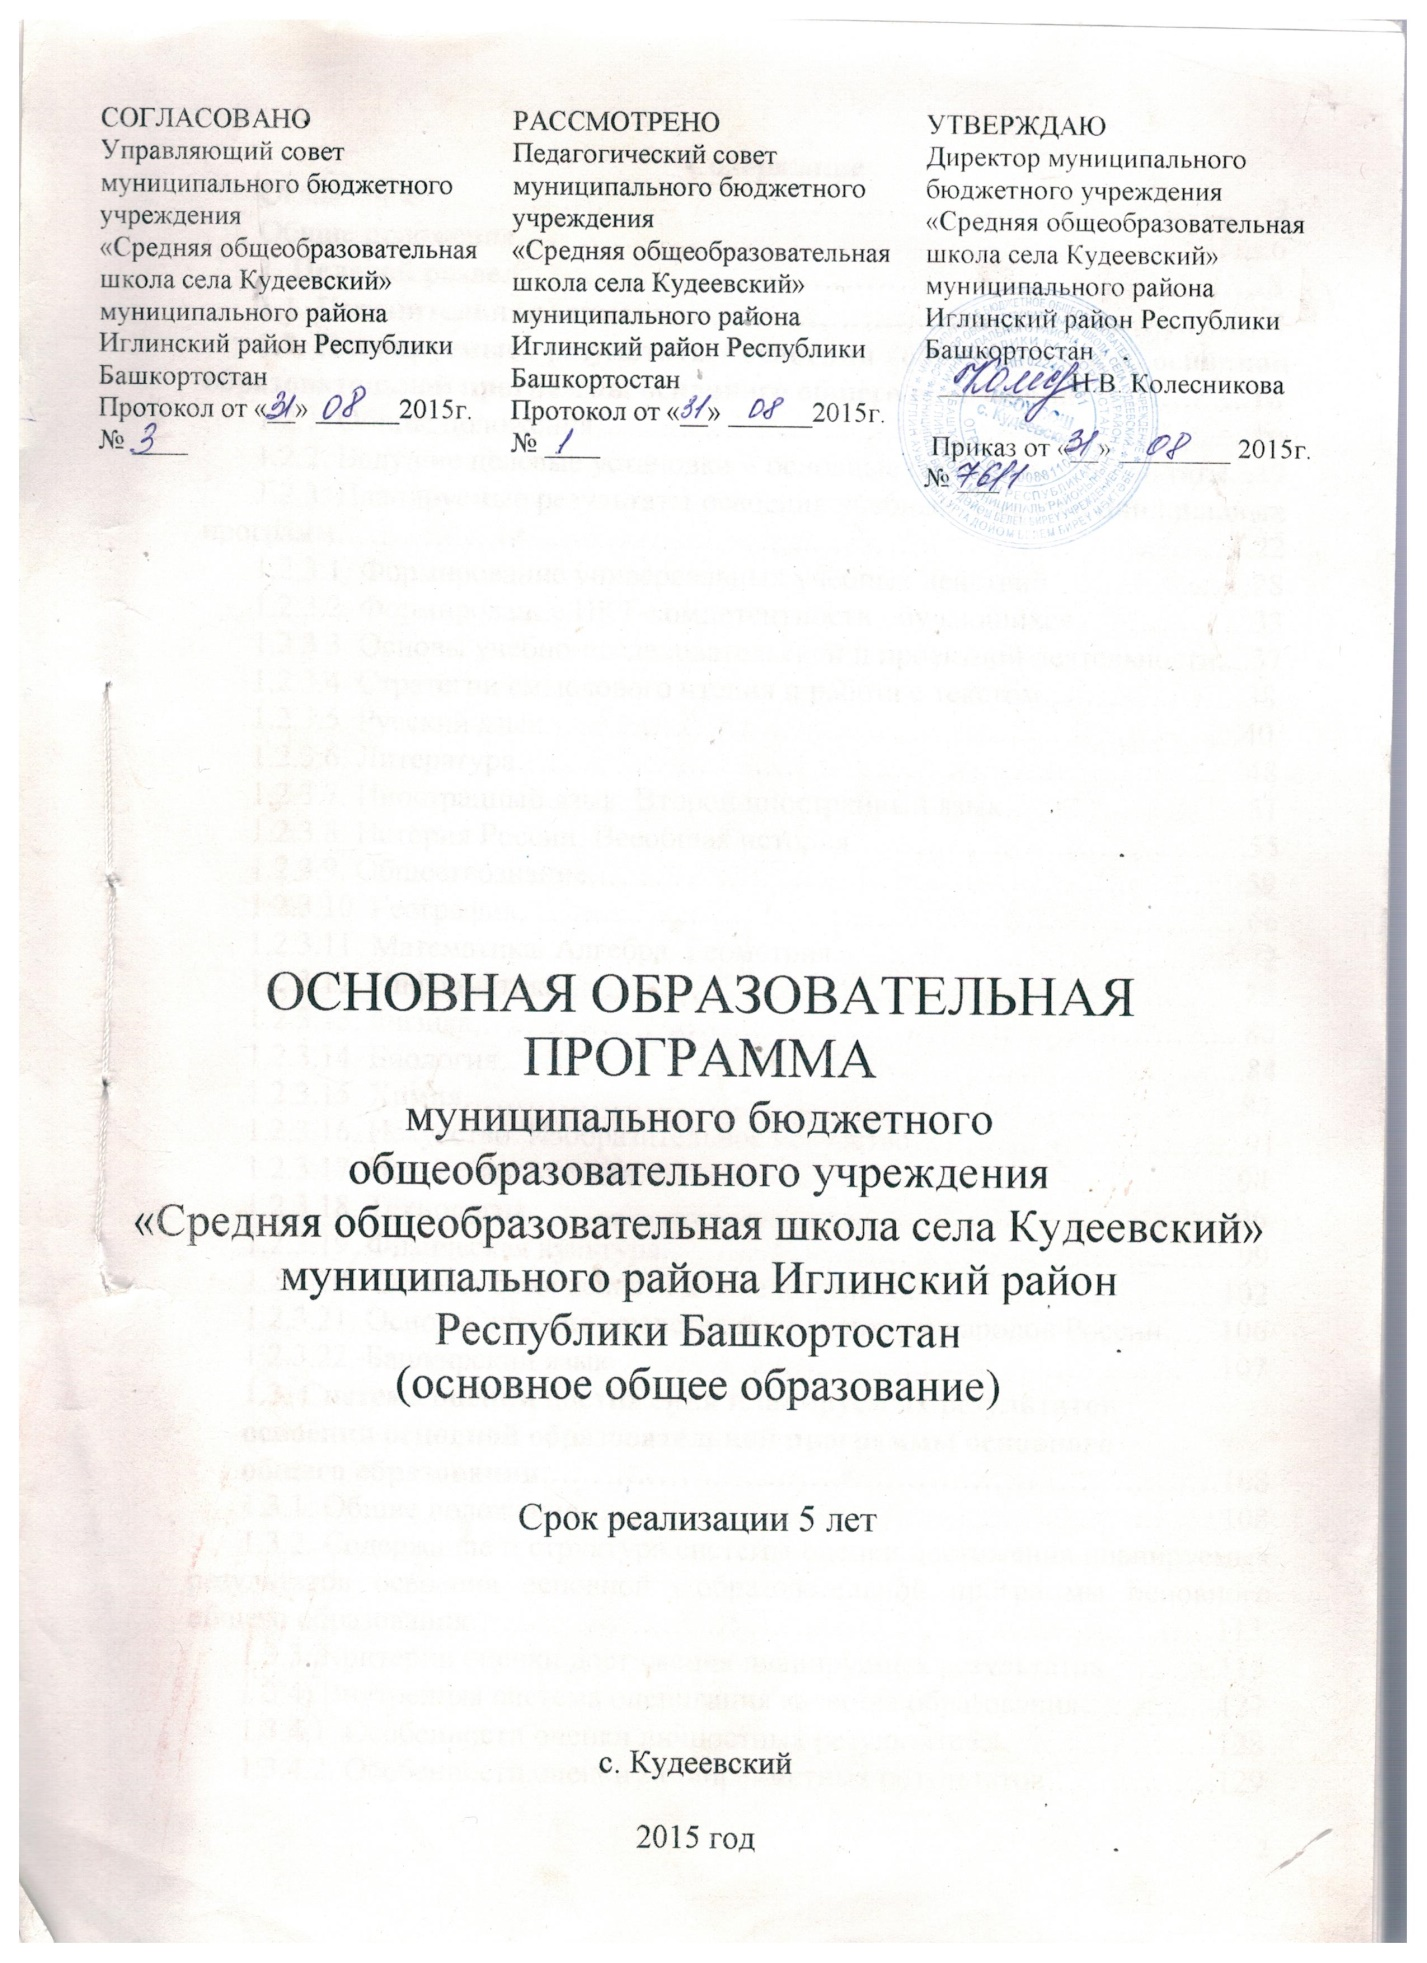 СОГЛАСОВАНО
Управляющий совет
муниципального бюджетного
учреждения
«Средняя общеобразовательная
школа села Кудеевский»
муниципального района
Иглинский район Республики
Башкортостан
Протокол от «31» 08 2015г.
№ 3
РАССМОТРЕНО
Педагогический совет
муниципального бюджетного
учреждения
«Средняя общеобразовательная
школа села Кудеевский»
муниципального района
Иглинский район Республики
Башкортостан
Протокол от «31» 08 2015г.
№ 1
УТВЕРЖДАЮ
Директор муниципального
бюджетного учреждения
«Средняя общеобразовательная
школа села Кудеевский»
муниципального района
Иглинский район Республики
Башкортостан
Н.В. Колесникова
Приказ от «31» 08 2015г.
№
ОСНОВНАЯ ОБРАЗОВАТЕЛЬНАЯ
ПРОГРАММА
муниципального бюджетного
общеобразовательного учреждения
«Средняя общеобразовательная школа села Кудеевский»
муниципального района Иглинский район
Республики Башкортостан
(основное общее образование)
Срок реализации 5 лет
с. Кудеевский
2015 год